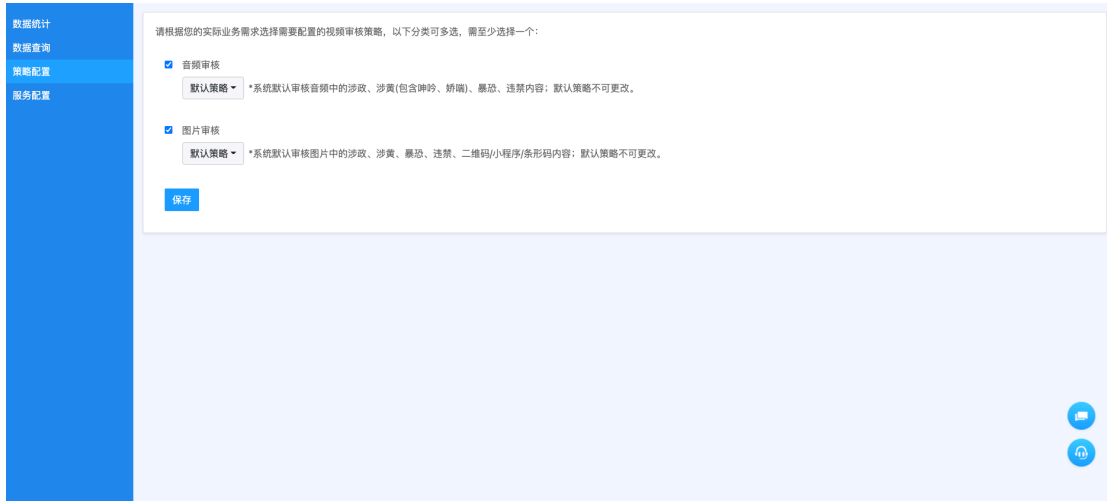 数据统计
数据查询
策略配置
服务配置
请根据您的实际业务需求选择需要配置的视频审核策略，以下分类可多选，需至少选择一个：
音频审核
默认策略 *系统默认审核音频中的涉政、涉黄(包含呻吟、娇喘)、暴恐、违禁内容；默认策略不可更改。
图片审核
默认策略 *系统默认审核图片中的涉政、涉黄、暴恐、违禁、二维码/小程序/条形码内容；默认策略不可更改。
保存